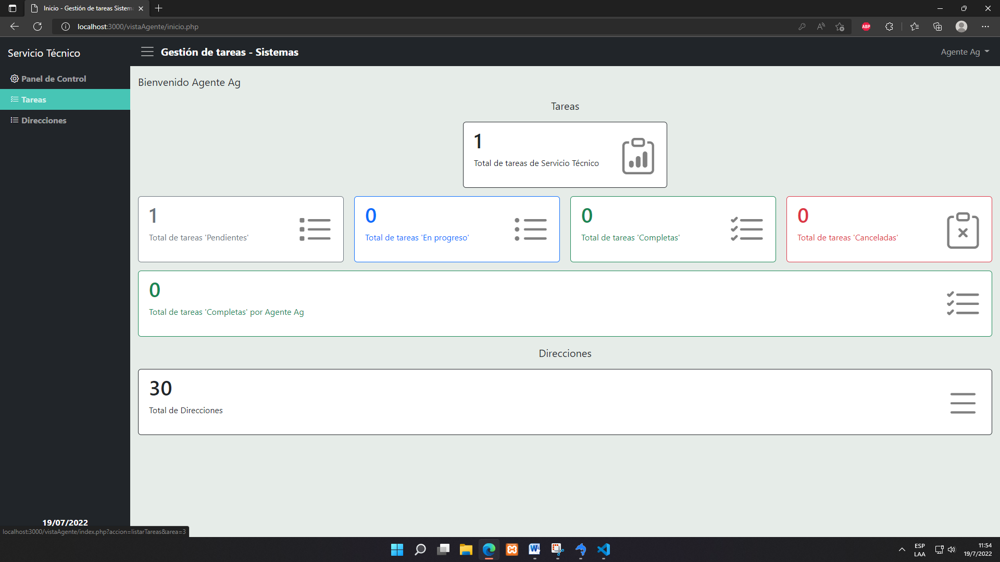 Inicio - Gestión de tareas Sistema
localhost:3000/vistaAgente/inicio.php
ABP
Servicio Técnico
Gestión de tareas - Sistemas
Agente Ag
Panel de Control
Tareas
Direcciones
Bienvenido Agente Ag
Tareas
1
Total de tareas de Servicio Técnico
1
Total de tareas 'Pendientes'
0
Total de tareas 'En progreso'
0
Total de tareas 'Completas'
0
Total de tareas 'Canceladas'
0
Total de tareas 'Completas' por Agente Ag
Direcciones
30
Total de Direcciones
19/07/2022
localhost:3000/vistaAgente/index.php?accion=listarTareas&area=3
ESP
LAA
11:54
19/7/2022